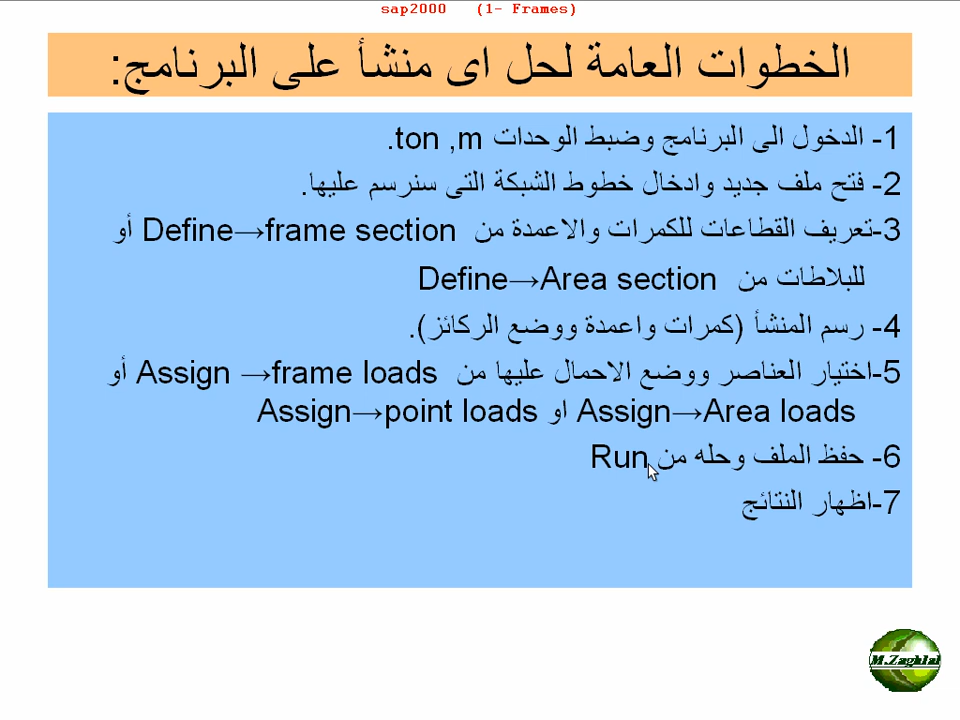 sap2000 (1- Frames)
الخطوات العامة لحل اى منشأ على البرنامج:
1- الدخول الى البرنامج وضبط الوحدات ton ,m.
2- فتح ملف جديد وادخال خطوط الشبكة التى سنرسم عليها.
3-تعريف القطاعات للكمرات والاعمدة من Define→frame section أو
للبلاطات من Define→Area section
4- رسم المنشأ (كمرات واعمدة ووضع الركائز).
5-اختيار العناصر ووضع الاحمال عليها من Assign →frame loads أو
Assign→Area loads او Assign→point loads
6- حفظ الملف وحله من Run
7-اظهار النتائج
M.Zaghlal